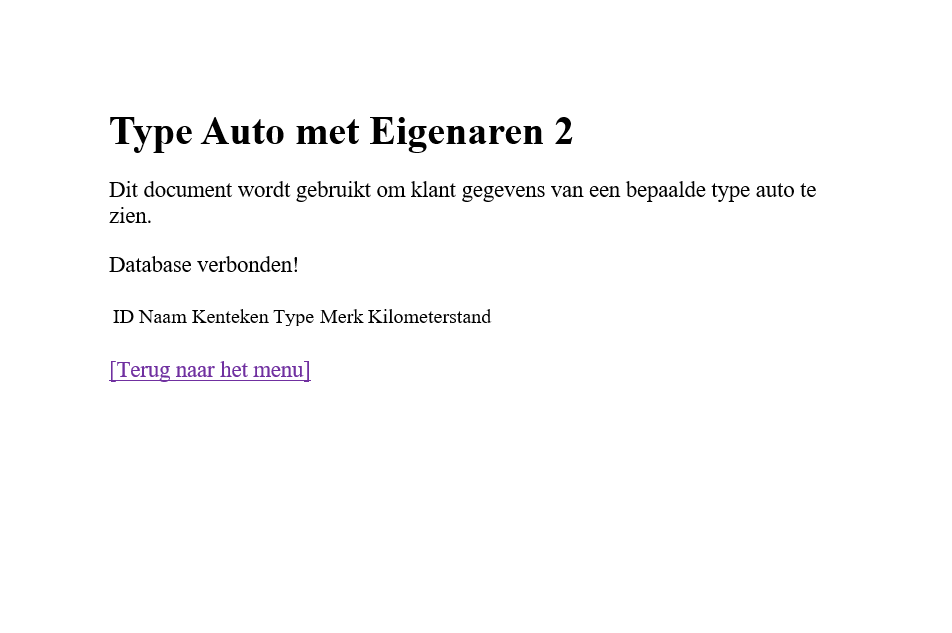 Type Auto met Eigenaren 2
Dit document wordt gebruikt om klant gegevens van een bepaalde type auto te
zien.
Database verbonden!
ID Naam Kenteken Type Merk Kilometerstand
[Terug naar het menu]